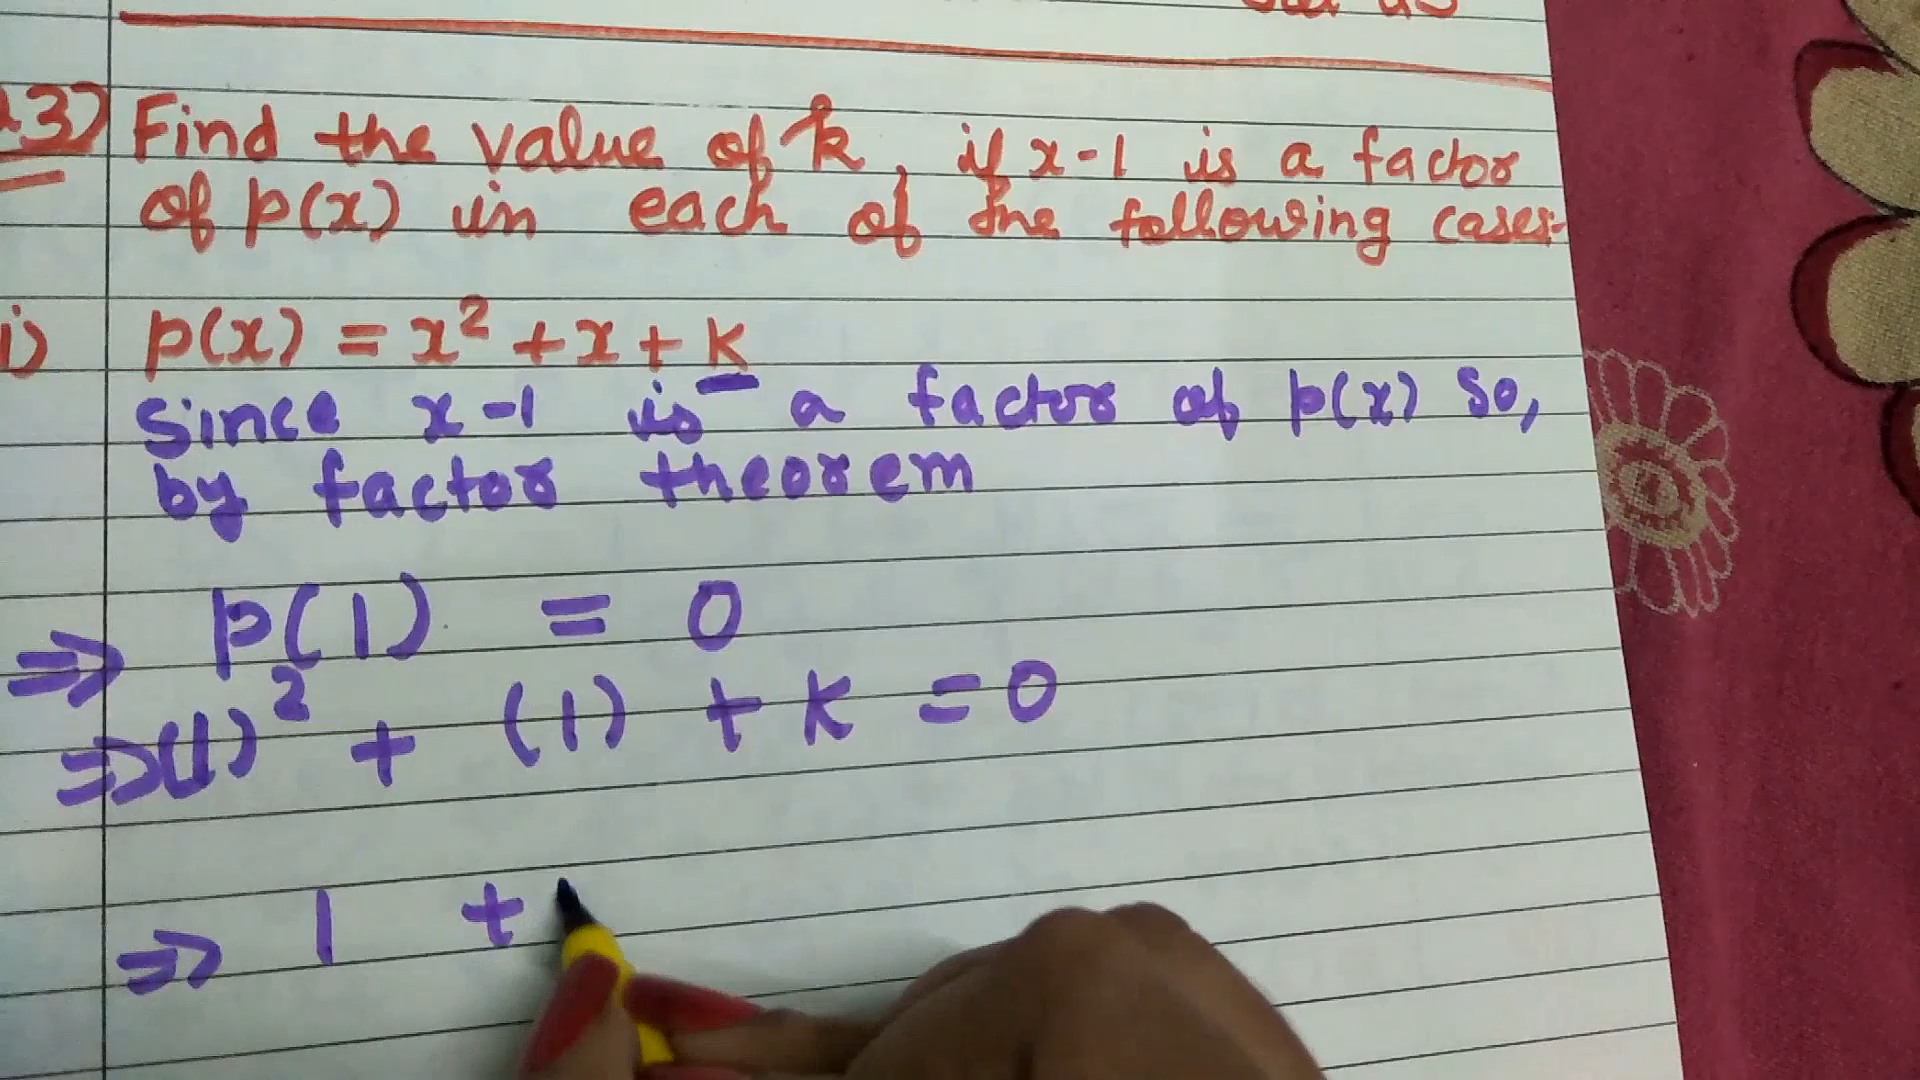 3) Find the value of k, if x-1 is a factor
of p(x) in each of the following cases:-
i) p(x) = x² + x + k
Since x-1 is a factor of p(x) so,
by factor theorem
⇒ p(1) = 0
⇒ (1)² + (1) + k = 0
⇒ 1 +